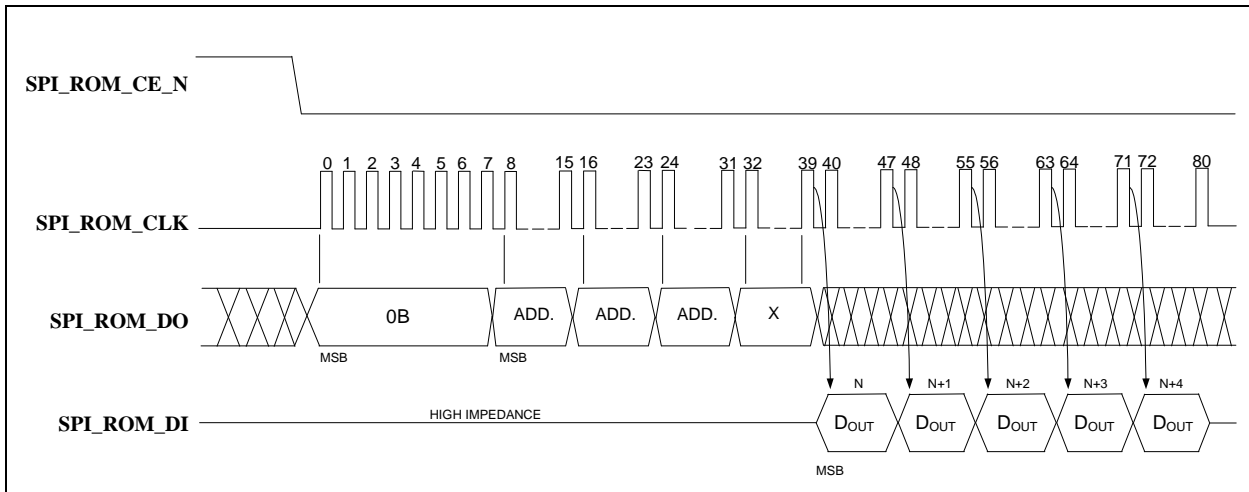 SPI_ROM_CE_N
0 1 2 3 4 5 6 7 8 15 16 23 24 31 32 39 40 47 48 55 56 63 64 71 72 80
SPI_ROM_CLK
SPI_ROM_DO
0B ADD. ADD. ADD. X
MSB MSB
N N+1 N+2 N+3 N+4
HIGH IMPEDANCE
SPI_ROM_DI
DOUT DOUT DOUT DOUT DOUT
MSB